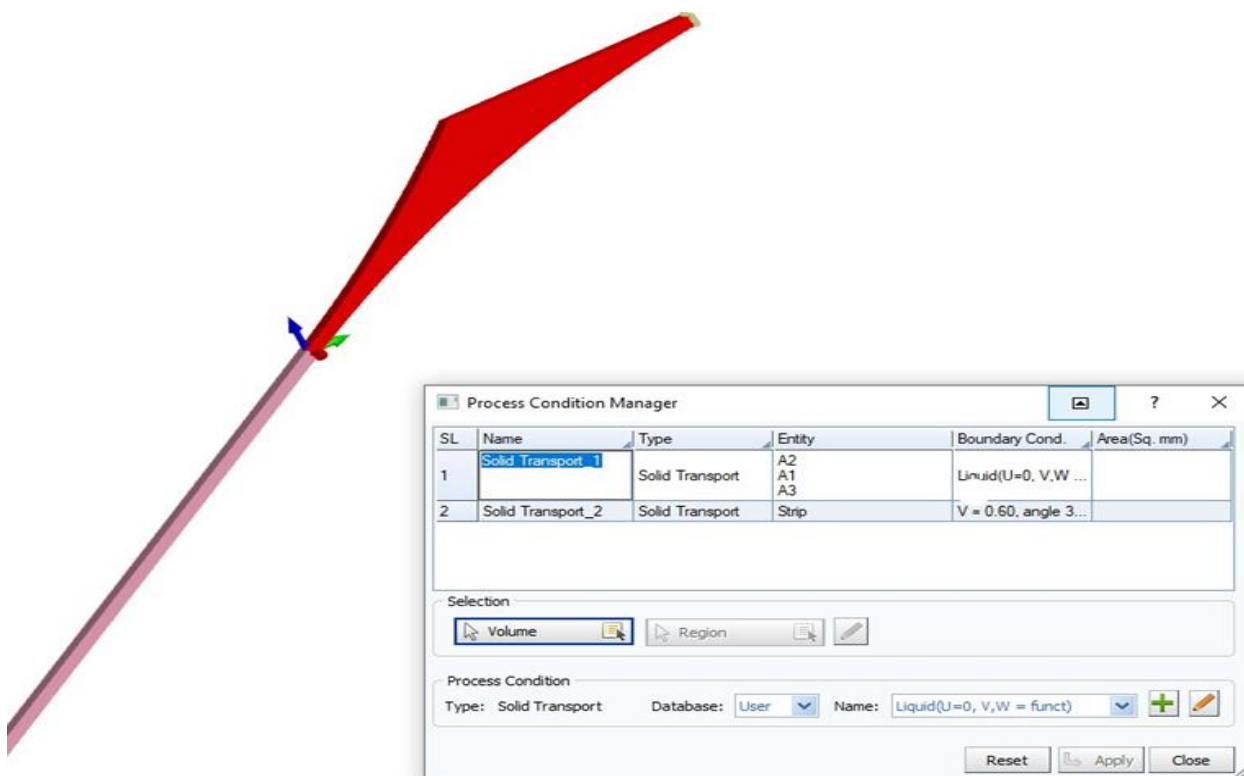 Process Condition Manager
?
SL Name Type Entity Boundary Cond. Area(Sq. mm)
1 Solid Transport_1 Solid Transport A2 A1 A3 Liquid(U=0, V,W ...
2 Solid Transport_2 Solid Transport Strip V = 0.60, angle 3...
Selection
Volume Region
Process Condition
Type: Solid Transport Database: User Name: Liquid(U=0, V,W = funct)
Reset Apply Close